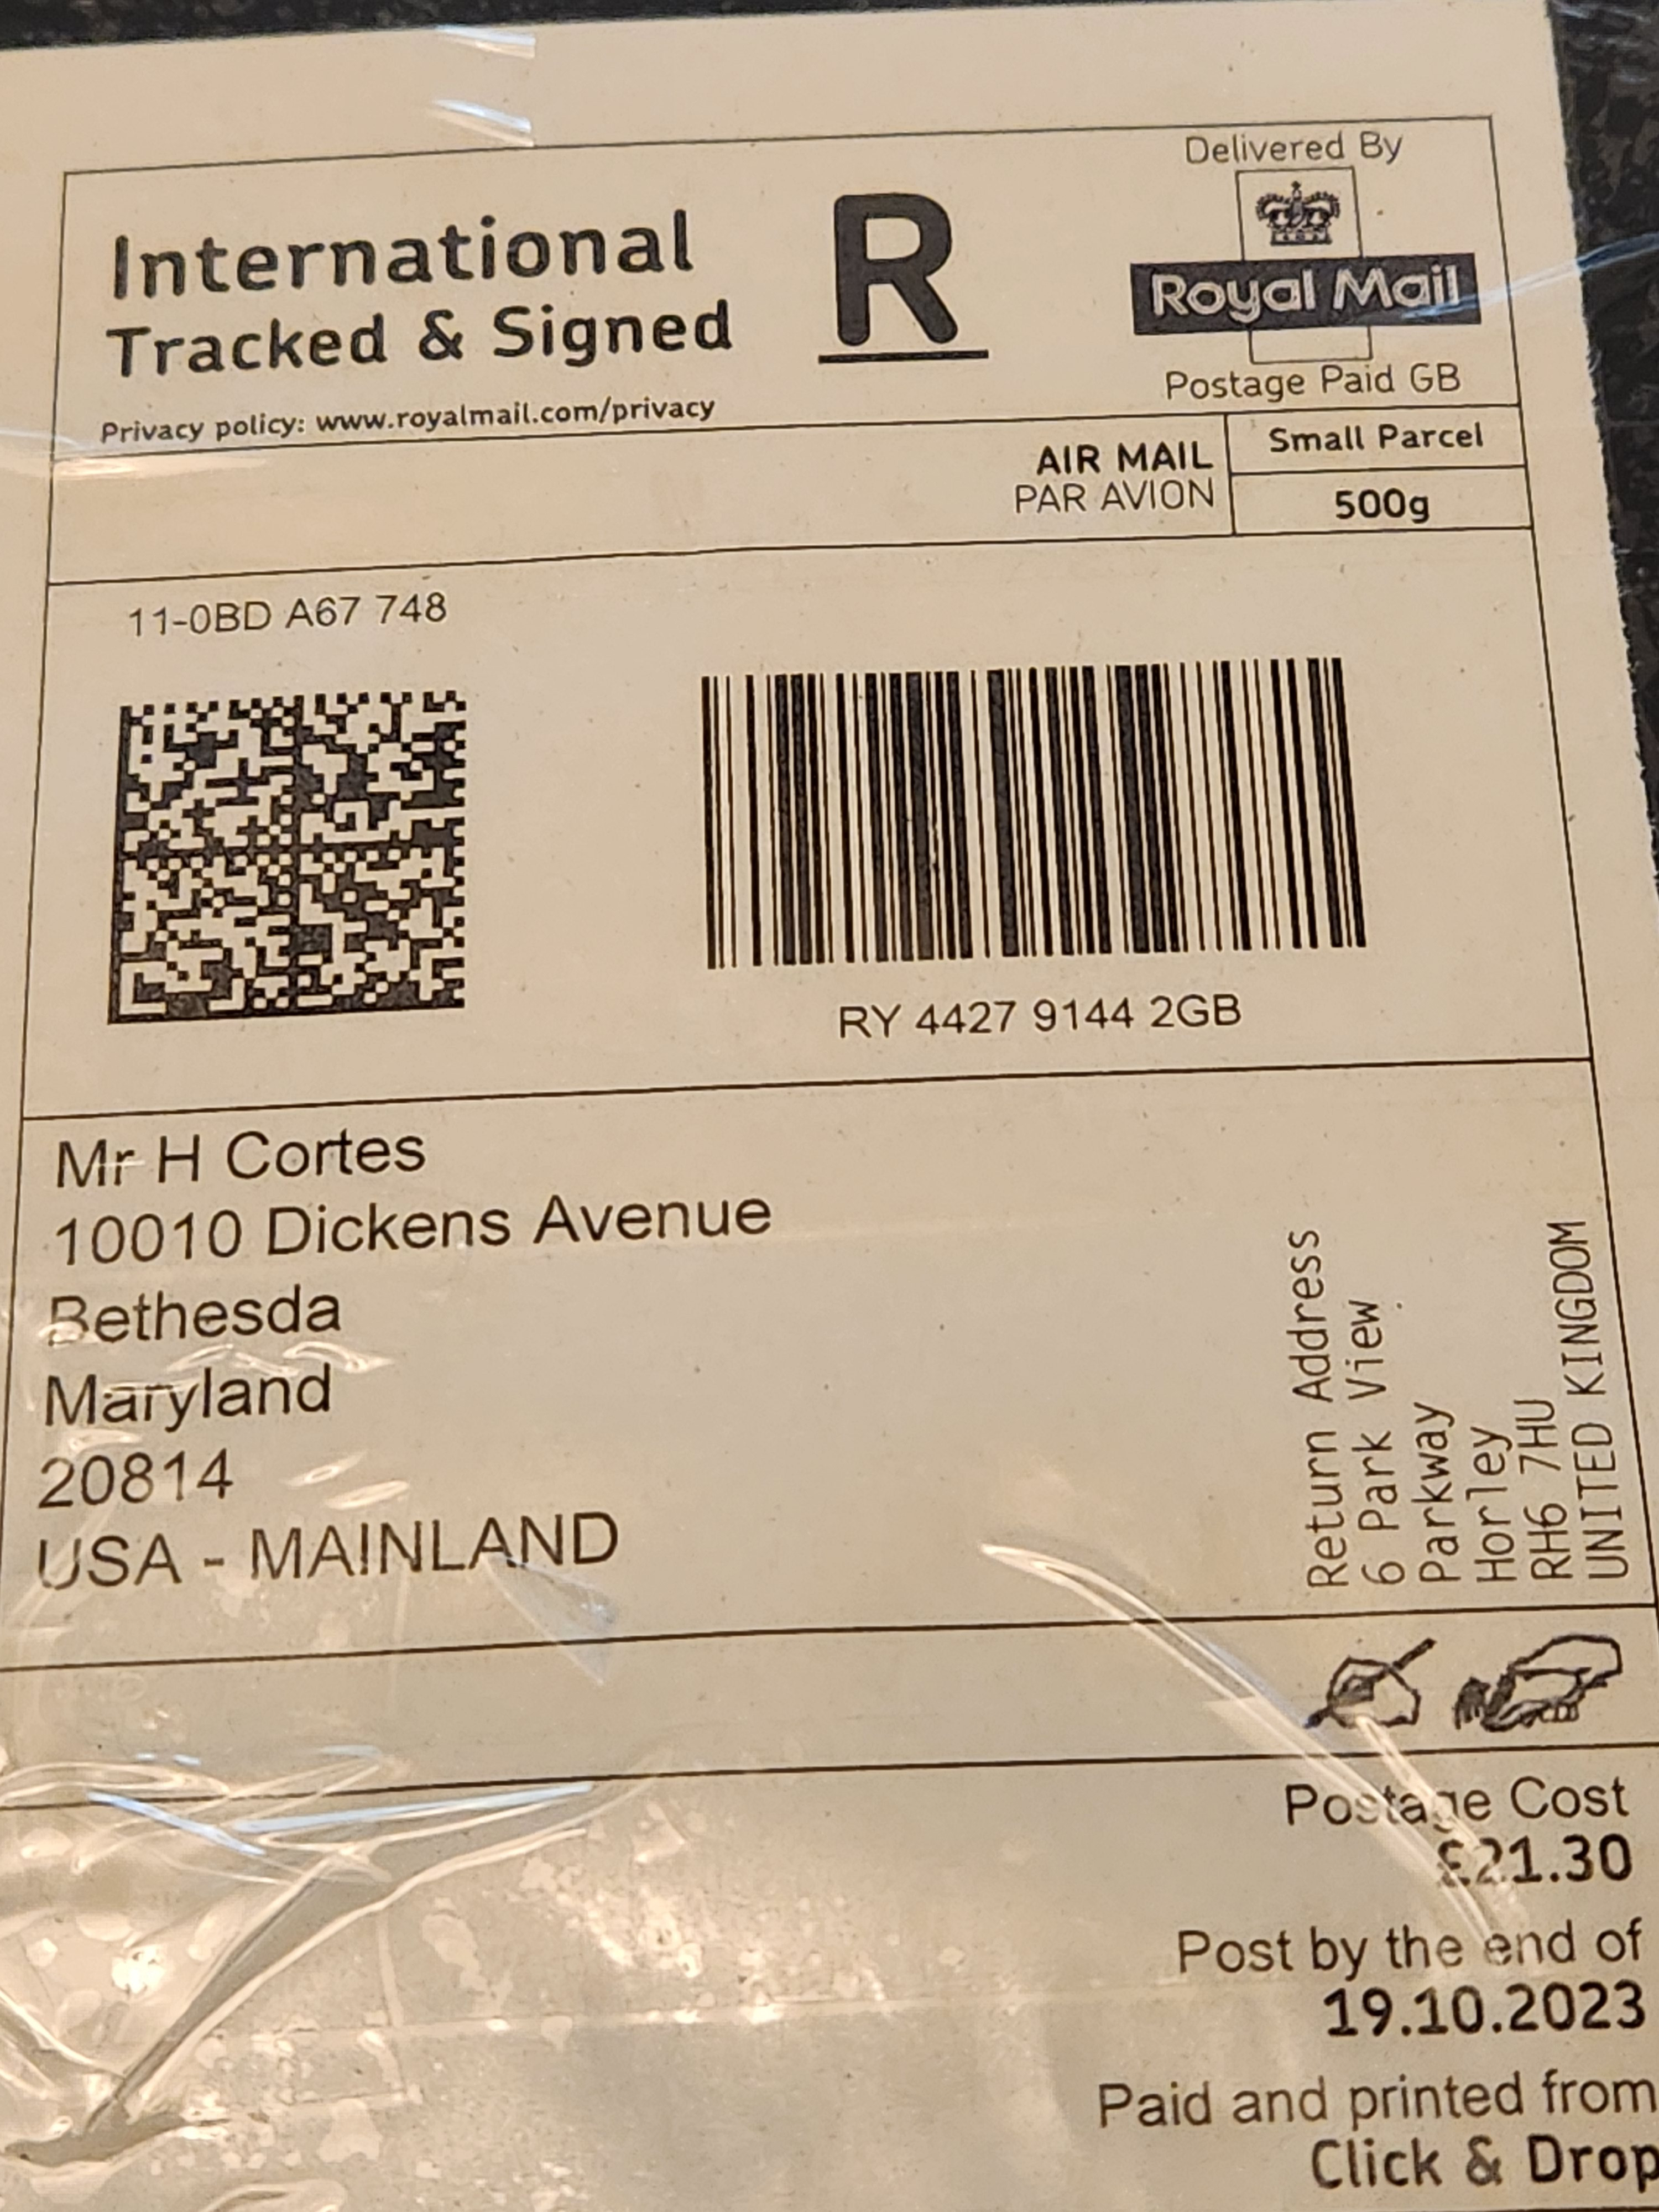 Delivered By
International
Tracked & Signed
R
Royal Mail
Postage Paid GB
Privacy policy: www.royalmail.com/privacy
AIR MAIL
PAR AVION
Small Parcel
500g
11-0BD A67 748
RY 4427 9144 2GB
Mr H Cortes
10010 Dickens Avenue
Bethesda
Maryland
20814
USA - MAINLAND
Return Address
6 Park View
Parkway
Horley
RH6 7HU
UNITED KINGDOM
Postage Cost
£21.30
Post by the end of
19.10.2023
Paid and printed from
Click & Drop